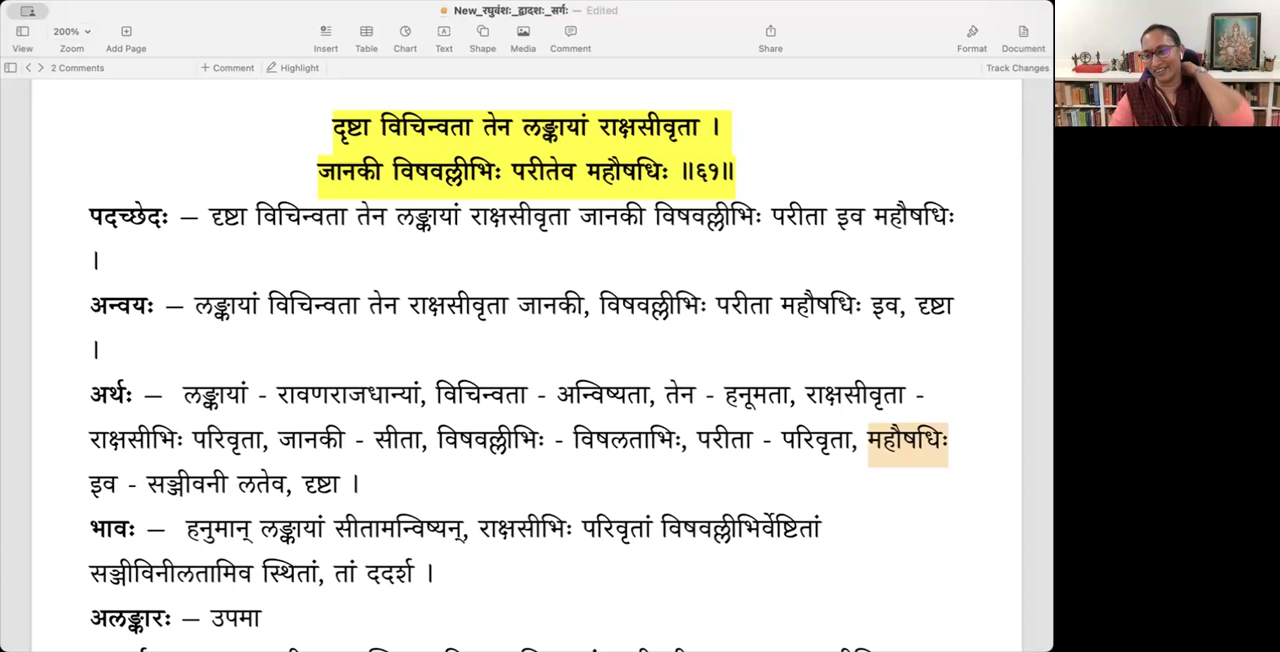 New_रघुवंशः_द्वादशः_सर्गः — Edited
200%
View Zoom Add Page Insert Table Chart Text Shape Media Comment Share Format Document
2 Comments + Comment Highlight Track Changes
दृष्टा विचिन्वता तेन लङ्कायां राक्षसीवृता ।
जानकी विषवल्लीभिः परीतेव महौषधिः ॥६१॥
पदच्छेदः — दृष्टा विचिन्वता तेन लङ्कायां राक्षसीवृता जानकी विषवल्लीभिः परीता इव महौषधिः
।
अन्वयः — लङ्कायां विचिन्वता तेन राक्षसीवृता जानकी, विषवल्लीभिः परीता महौषधिः इव, दृष्टा
।
अर्थः — लङ्कायां - रावणराजधान्यां, विचिन्वता - अन्विष्यता, तेन - हनूमता, राक्षसीवृता -
राक्षसीभिः परिवृता, जानकी - सीता, विषवल्लीभिः - विषलताभिः, परीता - परिवृता, महौषधिः
इव - सञ्जीवनी लतेव, दृष्टा ।
भावः — हनुमान् लङ्कायां सीतामन्विष्यन्, राक्षसीभिः परिवृतां विषवल्लीभिर्वेष्टितां
सञ्जीविनीलतामिव स्थितां, तां ददर्श ।
अलङ्कारः — उपमा